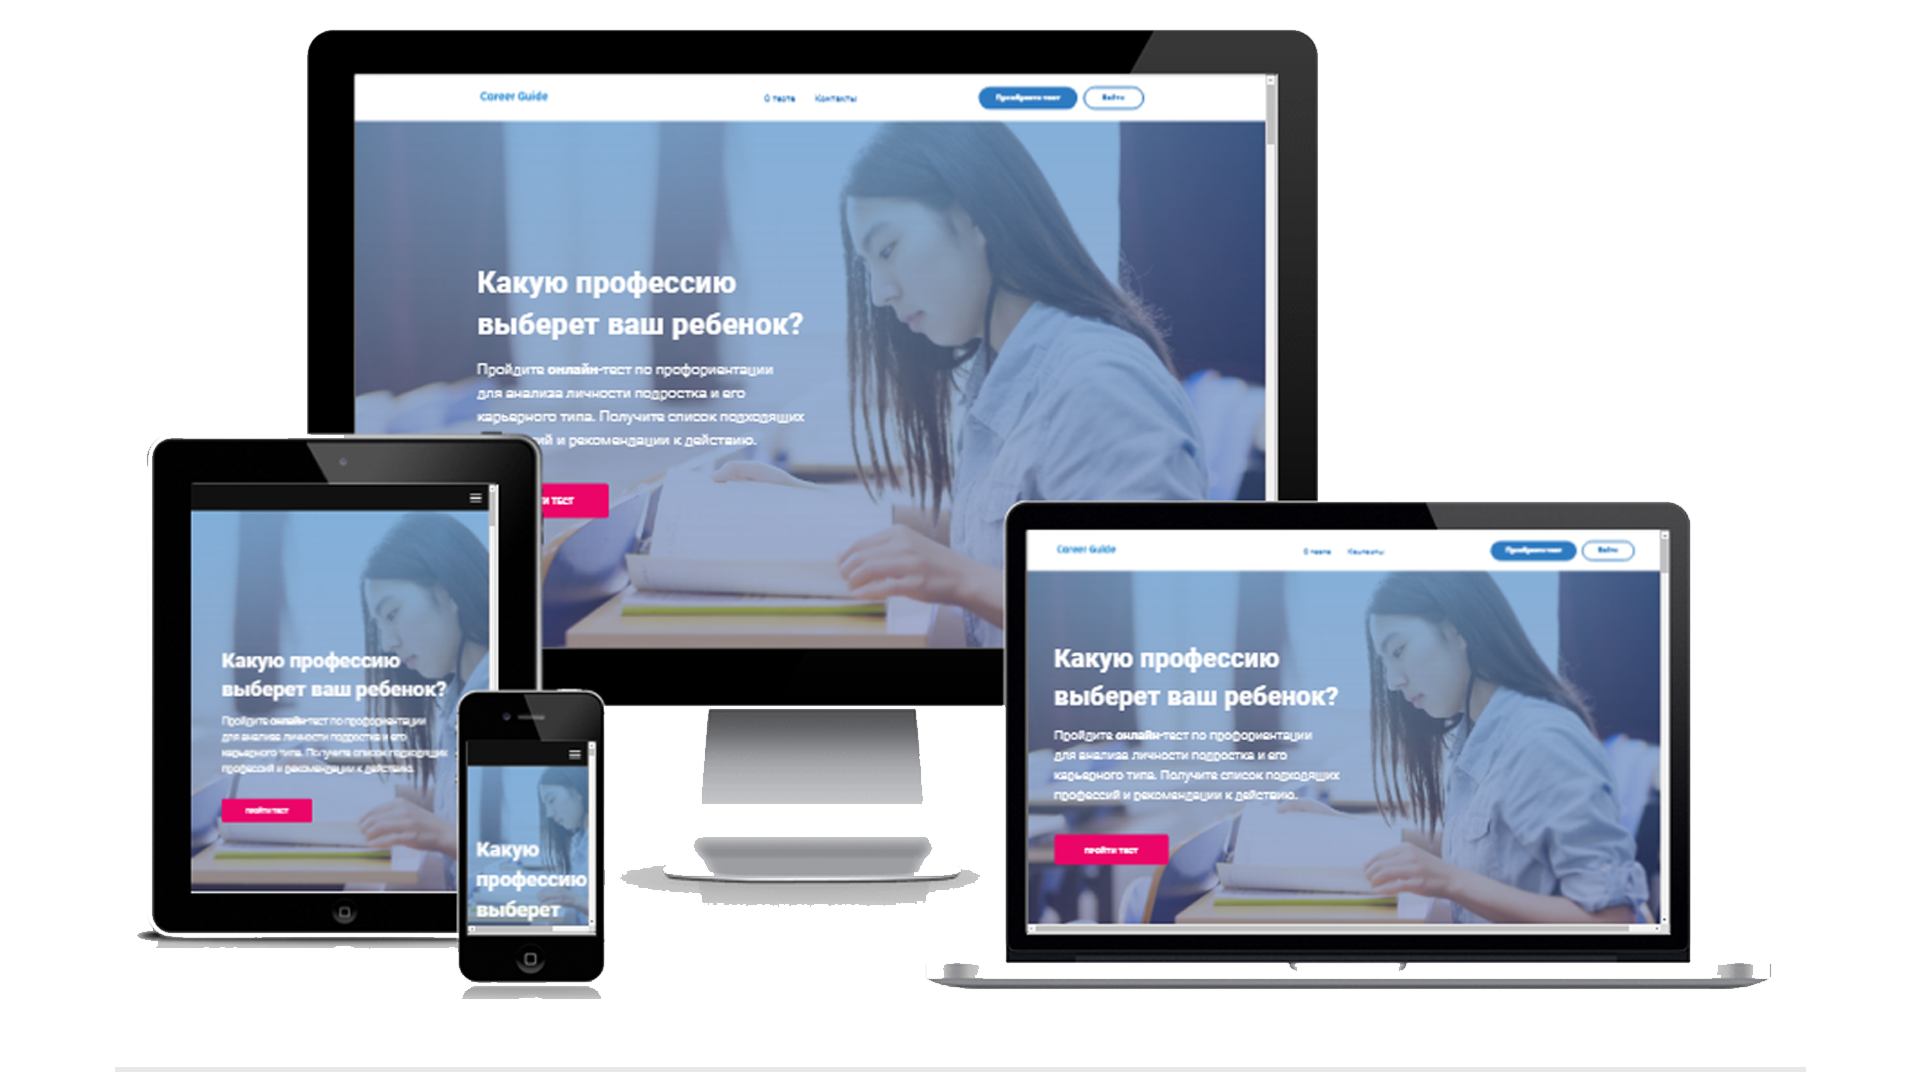 Career Guide
О тесте
Контакты
Приобрести тест
Войти
Какую профессию
выберет ваш ребенок?
Пройдите онлайн-тест по профориентации
для анализа личности подростка и его
карьерного типа. Получите список подходящих
ий и рекомендации к действию.
И ТЕСТ
Какую профессию
выберет ваш ребенок?
Пройдите онлайн-тест по профориентации
для анализа личности подростка и его
карьерного типа. Получите список подходящих
профессий и рекомендации к действию.
ПРОЙТИ ТЕСТ
Какую
профессию
выберет
Career Guide
О тесте
Контакты
Приобрести тест
Войти
Какую профессию
выберет ваш ребенок?
Пройдите онлайн-тест по профориентации
для анализа личности подростка и его
карьерного типа. Получите список подходящих
профессий и рекомендации к действию.
ПРОЙТИ ТЕСТ